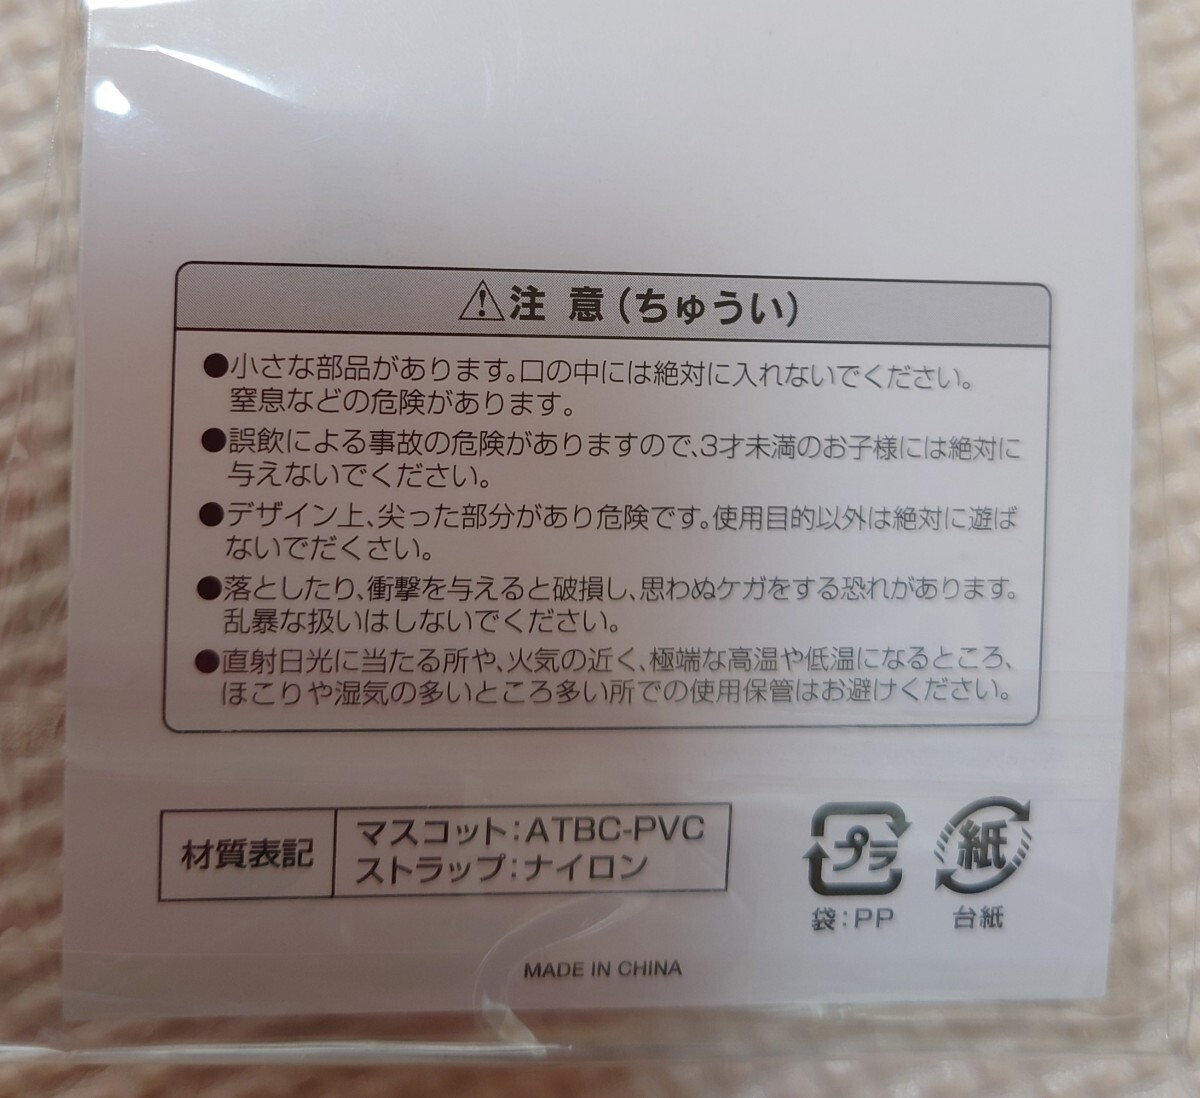 ⚠注意(ちゅうい)
●小さな部品があります。口の中には絶対に入れないでください。
窒息などの危険があります。
●誤飲による事故の危険がありますので、3才未満のお子様には絶対に
与えないでください。
●デザイン上、尖った部分があり危険です。使用目的以外は絶対に遊ば
ないでだくさい。
●落としたり、衝撃を与えると破損し、思わぬケガをする恐れがあります。
乱暴な扱いはしないでください。
●直射日光に当たる所や、火気の近く、極端な高温や低温になるところ、
ほこりや湿気の多いところ多い所での使用保管はお避けください。
材質表記
マスコット:ATBC-PVC
ストラップ:ナイロン
プラ
袋:PP
紙
台紙
MADE IN CHINA